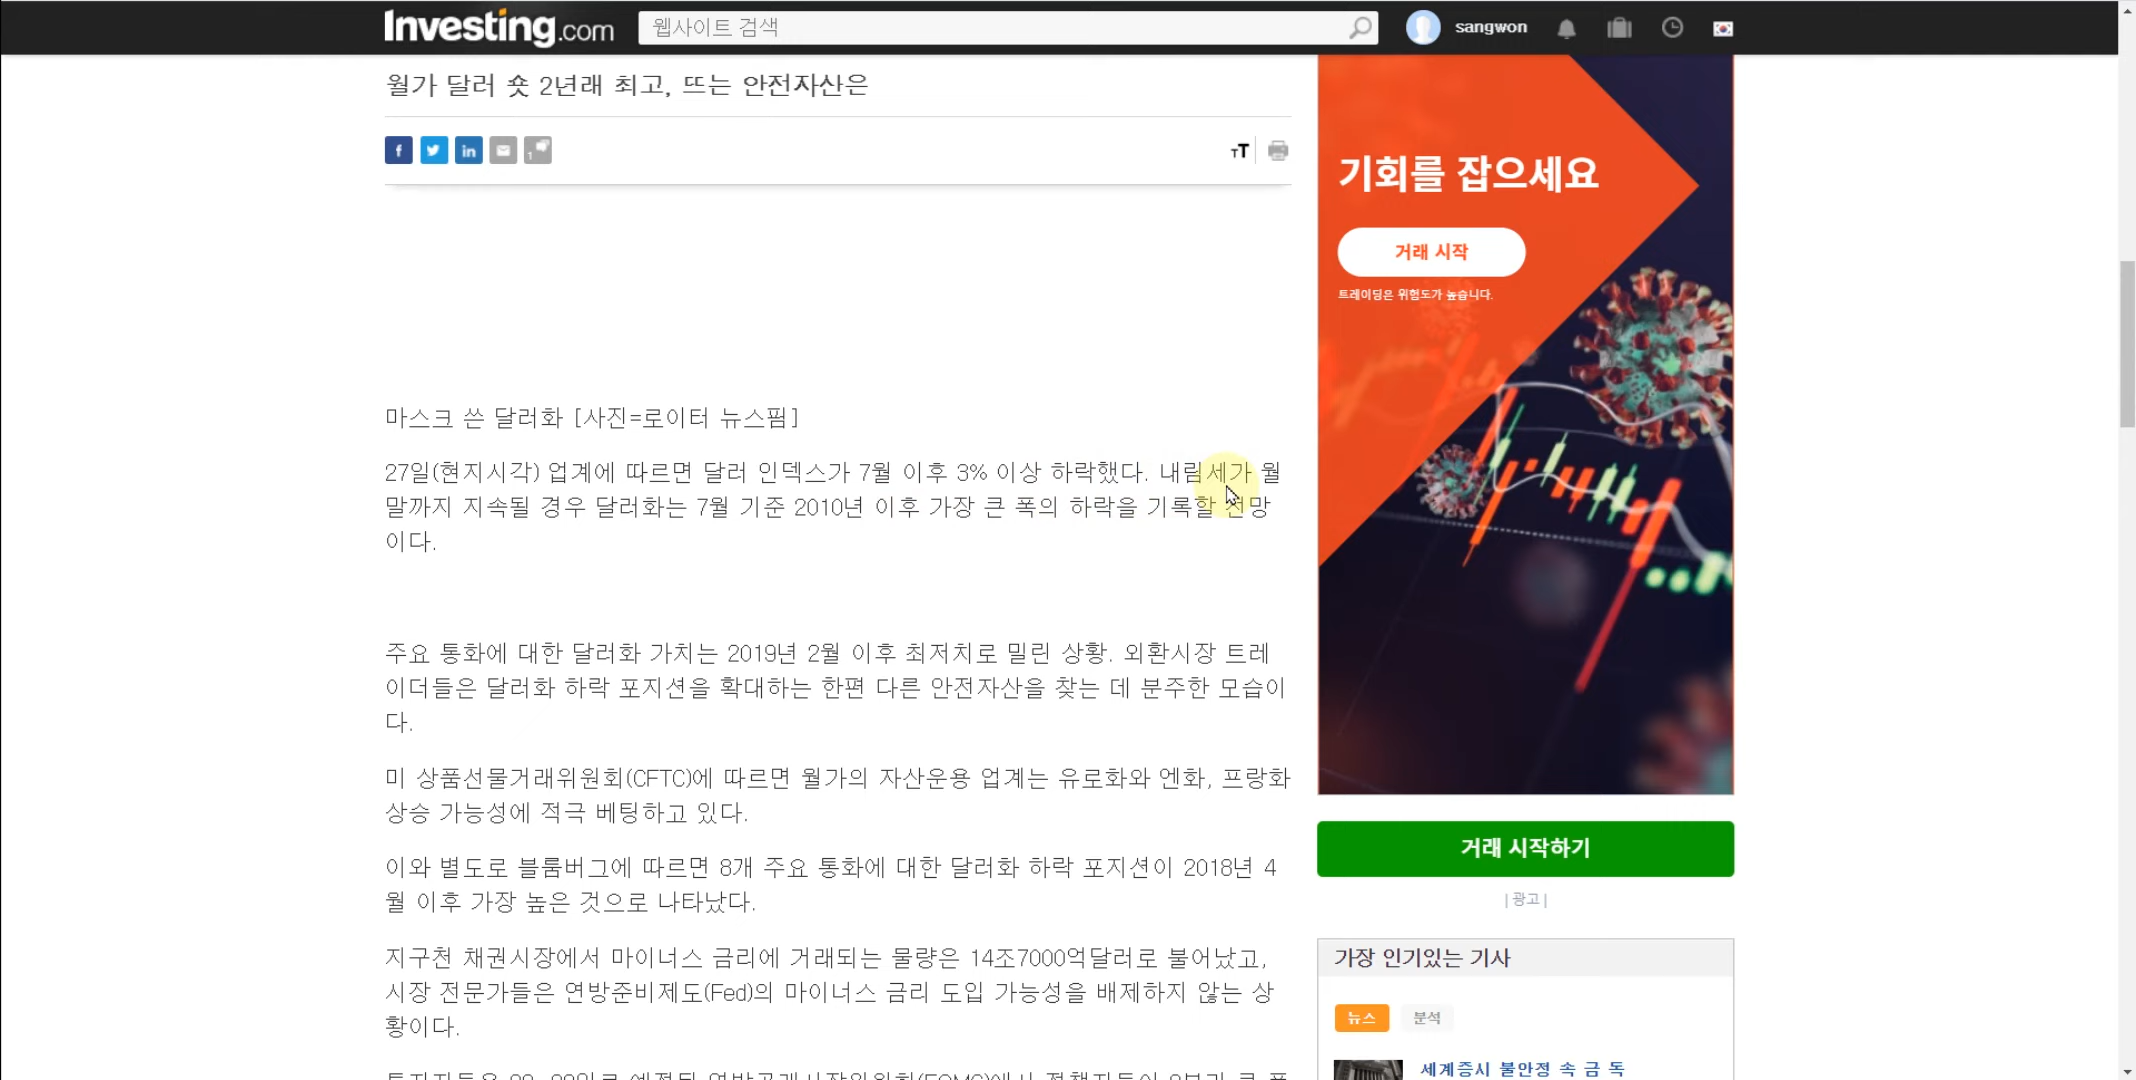 Investing.com
웹사이트 검색
sangwon
월가 달러 숏 2년래 최고, 뜨는 안전자산은
1
TT
마스크 쓴 달러화 [사진=로이터 뉴스핌]
27일(현지시각) 업계에 따르면 달러 인덱스가 7월 이후 3% 이상 하락했다. 내림세가 월
말까지 지속될 경우 달러화는 7월 기준 2010년 이후 가장 큰 폭의 하락을 기록할 전망
이다.
주요 통화에 대한 달러화 가치는 2019년 2월 이후 최저치로 밀린 상황. 외환시장 트레
이더들은 달러화 하락 포지션을 확대하는 한편 다른 안전자산을 찾는 데 분주한 모습이
다.
미 상품선물거래위원회(CFTC)에 따르면 월가의 자산운용 업계는 유로화와 엔화, 프랑화
상승 가능성에 적극 베팅하고 있다.
이와 별도로 블룸버그에 따르면 8개 주요 통화에 대한 달러화 하락 포지션이 2018년 4
월 이후 가장 높은 것으로 나타났다.
지구천 채권시장에서 마이너스 금리에 거래되는 물량은 14조7000억달러로 불어났고,
시장 전문가들은 연방준비제도(Fed)의 마이너스 금리 도입 가능성을 배제하지 않는 상
황이다.
기회를 잡으세요
거래 시작
트레이딩은 위험도가 높습니다.
거래 시작하기
| 광고 |
가장 인기있는 기사
뉴스 분석
세계증시 불안정 속 금 독